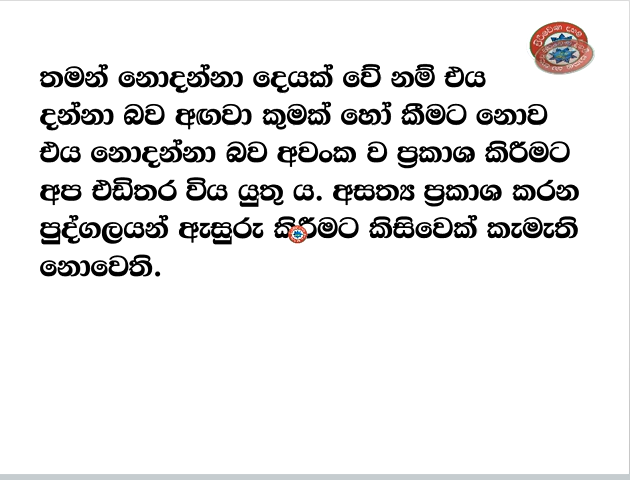 තමන් නොදන්නා දෙයක් වේ නම් එය
දන්නා බව අඟවා කුමක් හෝ කීමට නොව
එය නොදන්නා බව අවංක ව ප්‍රකාශ කිරීමට
අප එඩිතර විය යුතු ය. අසත්‍ය ප්‍රකාශ කරන
පුද්ගලයන් ඇසුරු කිරීමට කිසිවෙක් කැමැති
නොවෙති.